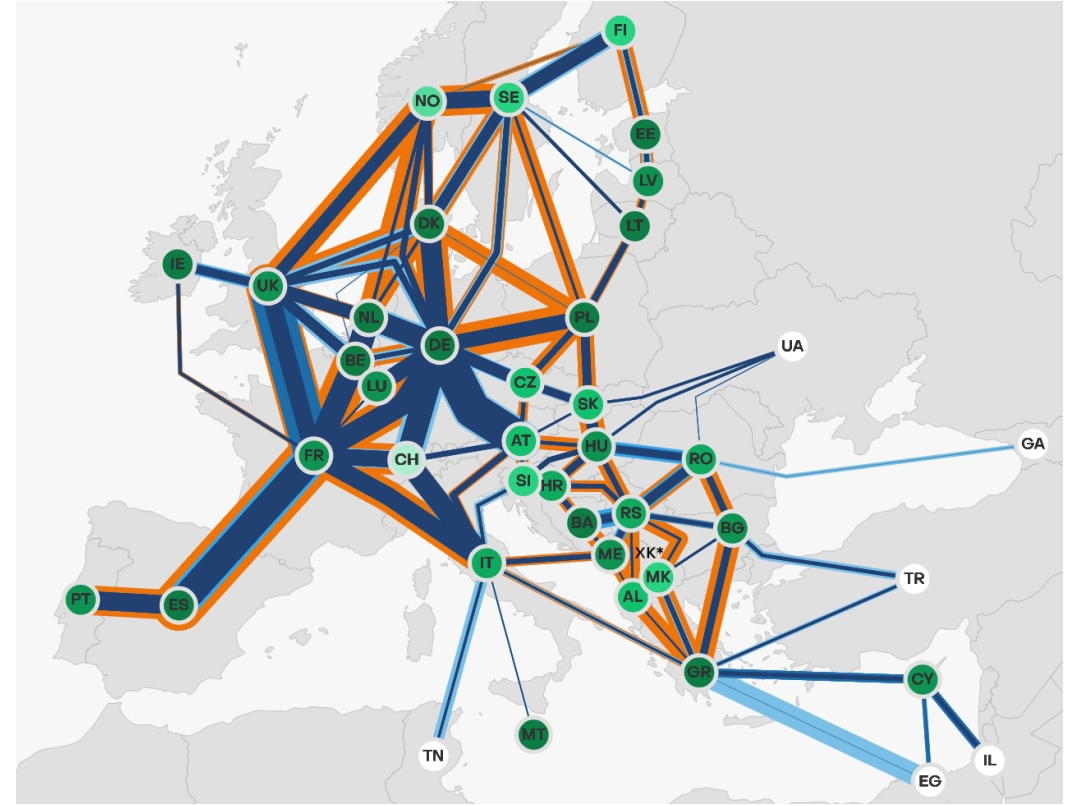 FI
NO
SE
EE
LV
DK
LT
IE
UK
NL
PL
DE
UA
BE
LU
CZ
SK
FR
CH
AT
HU
RO
GA
SI
HR
RS
BA
BG
ME
XK*
IT
MK
TR
AL
PT
ES
GR
CY
MT
TN
IL
EG